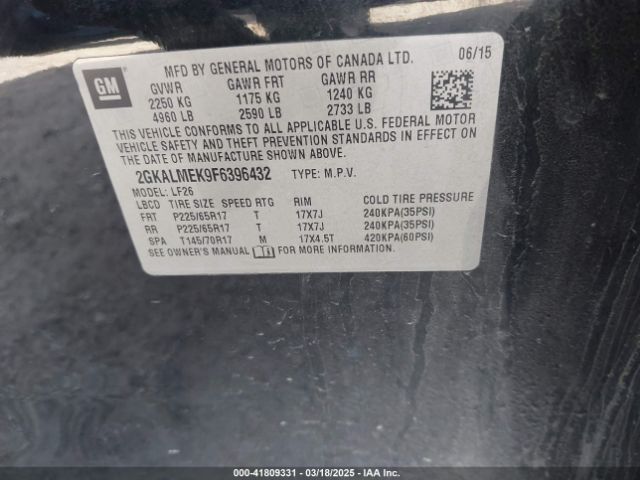 GM
MFD BY GENERAL MOTORS OF CANADA LTD. 06/15
GVWR GAWR FRT GAWR RR
2250 KG 1175 KG 1240 KG
4960 LB 2590 LB 2733 LB
THIS VEHICLE CONFORMS TO ALL APPLICABLE U.S. FEDERAL MOTOR
VEHICLE SAFETY AND THEFT PREVENTION STANDARDS IN EFFECT ON
THE DATE OF MANUFACTURE SHOWN ABOVE.
2GKALMEK9F6396432 TYPE: M.P.V.
MODEL: LF26
LBCD TIRE SIZE SPEED RTG RIM COLD TIRE PRESSURE
FRT P225/65R17 T 17X7J 240KPA(35PSI)
RR P225/65R17 T 17X7J 240KPA(35PSI)
SPA T145/70R17 M 17X4.5T 420KPA(60PSI)
SEE OWNER'S MANUAL
000-41809331 - 03/18/2025 - IAA Inc.